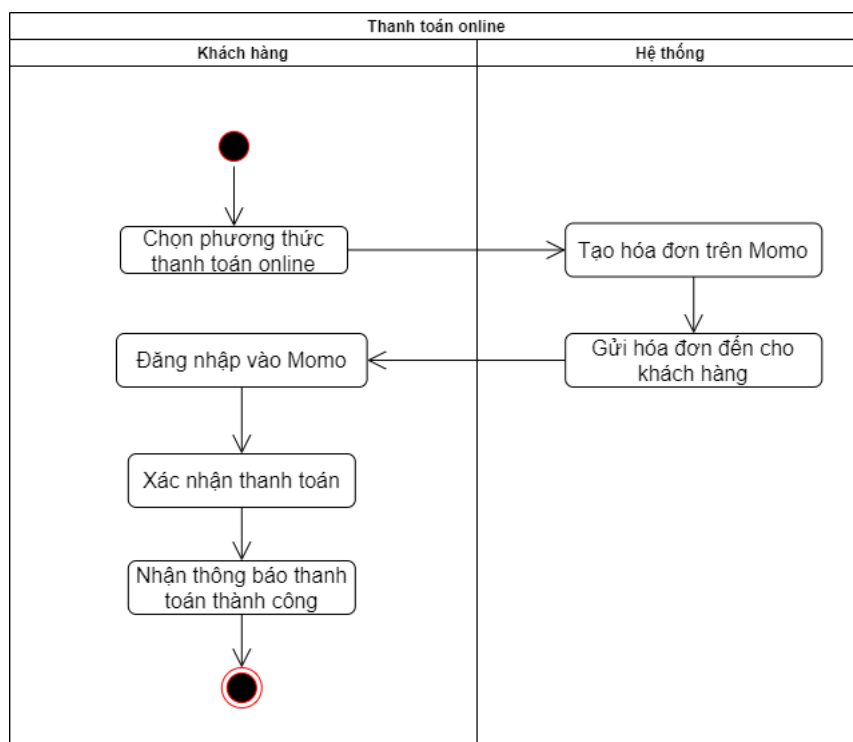 Thanh toán online
Khách hàng
Hệ thống
Chọn phương thức
thanh toán online
Tạo hóa đơn trên Momo
Gửi hóa đơn đến cho
khách hàng
Đăng nhập vào Momo
Xác nhận thanh toán
Nhận thông báo thanh
toán thành công